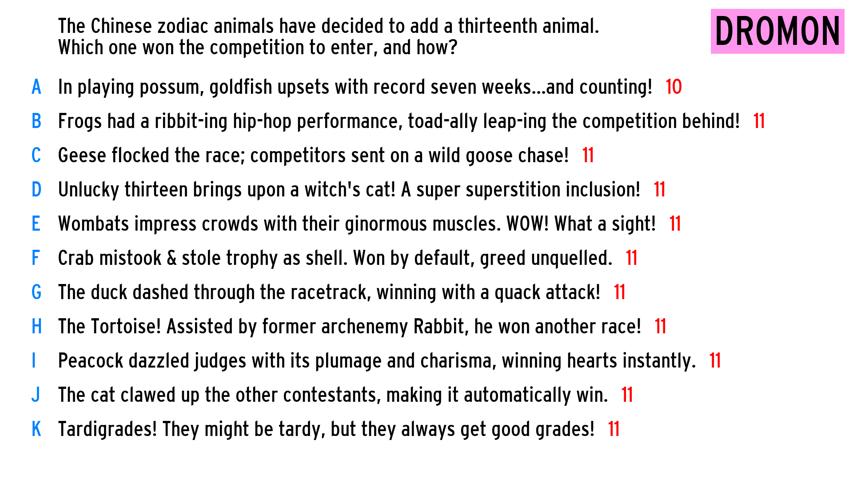 The Chinese zodiac animals have decided to add a thirteenth animal.
Which one won the competition to enter, and how?
DROMON
A In playing possum, goldfish upsets with record seven weeks...and counting! 10
B Frogs had a ribbit-ing hip-hop performance, toad-ally leap-ing the competition behind! 11
C Geese flocked the race; competitors sent on a wild goose chase! 11
D Unlucky thirteen brings upon a witch's cat! A super superstition inclusion! 11
E Wombats impress crowds with their ginormous muscles. WOW! What a sight! 11
F Crab mistook & stole trophy as shell. Won by default, greed unquelled. 11
G The duck dashed through the racetrack, winning with a quack attack! 11
H The Tortoise! Assisted by former archenemy Rabbit, he won another race! 11
I Peacock dazzled judges with its plumage and charisma, winning hearts instantly. 11
J The cat clawed up the other contestants, making it automatically win. 11
K Tardigrades! They might be tardy, but they always get good grades! 11